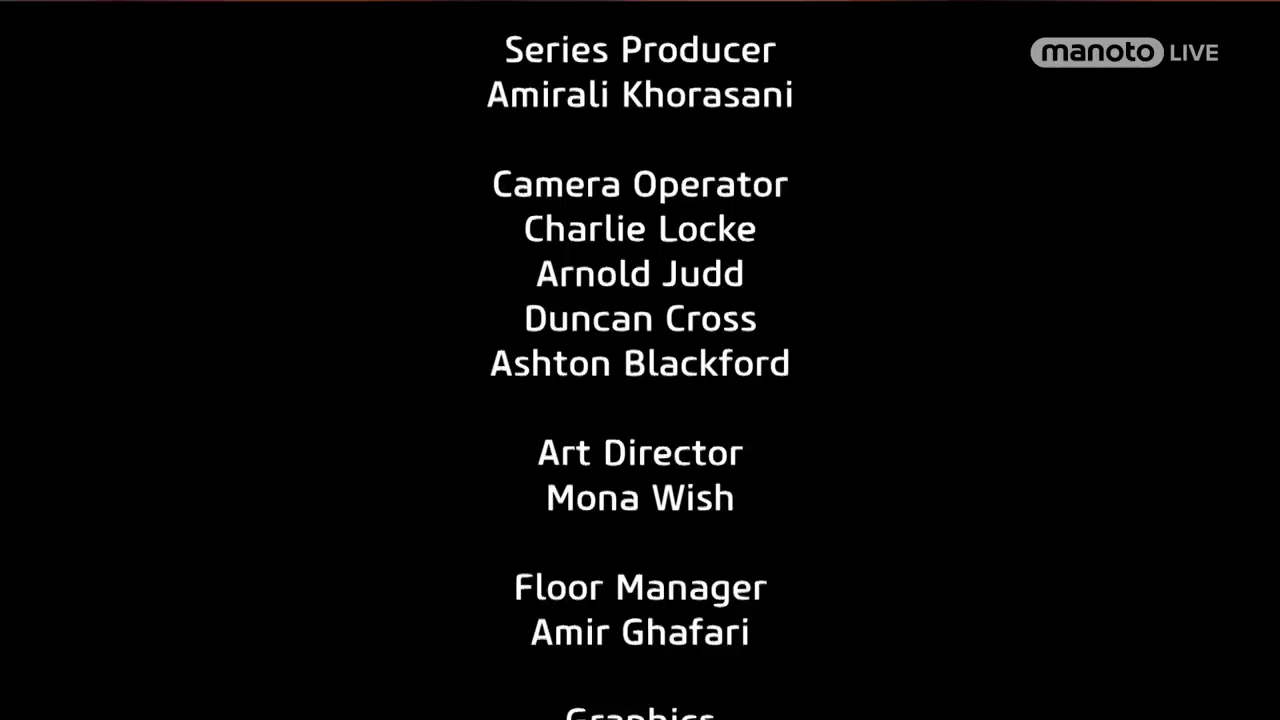 Series Producer
manoto LIVE
Amirali Khorasani
Camera Operator
Charlie Locke
Arnold Judd
Duncan Cross
Ashton Blackford
Art Director
Mona Wish
Floor Manager
Amir Ghafari
Graphics